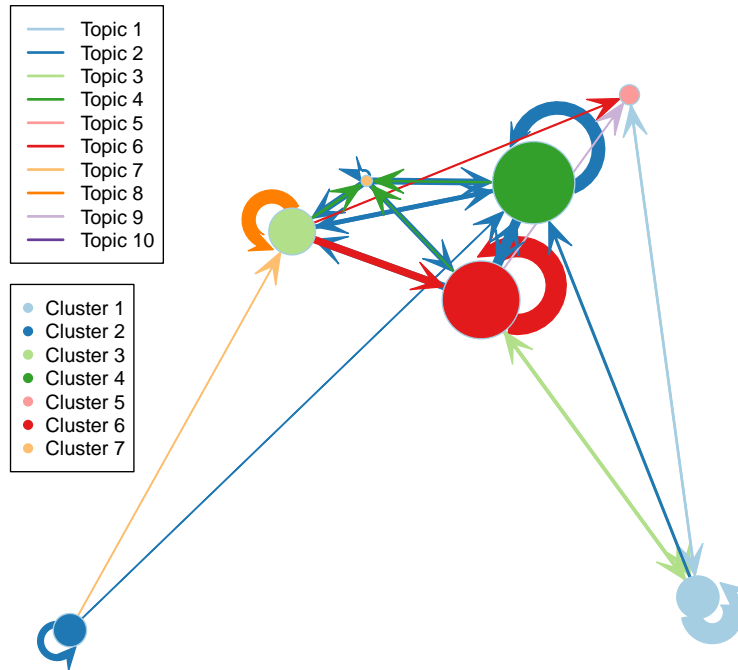 Topic 1
Topic 2
Topic 3
Topic 4
Topic 5
Topic 6
Topic 7
Topic 8
Topic 9
Topic 10
Cluster 1
Cluster 2
Cluster 3
Cluster 4
Cluster 5
Cluster 6
Cluster 7